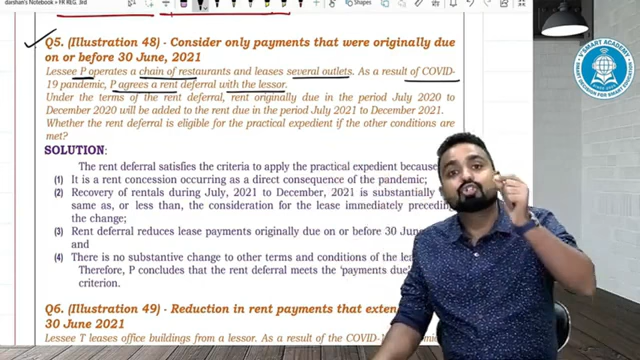 darshan's Notebook » FR REG. Jrd
Q5. (Illustration 48) - Consider only payments that were originally due
on or before 30 June, 2021
Lessee P operates a chain of restaurants and leases several outlets. As a result of COVID-
19 pandemic, P agrees a rent deferral with the lessor.
Under the terms of the rent deferral, rent originally due in the period July 2020 to
December 2020 will be added to the rent due in the period July 2021 to December 2021.
Whether the rent deferral is eligible for the practical expedient if the other conditions are
met?
SOLUTION:
The rent deferral satisfies the criteria to apply the practical expedient because
(1) It is a rent concession occurring as a direct consequence of the pandemic;
(2) Recovery of rentals during July, 2021 to December, 2021 is substantially
same as, or less than, the consideration for the lease immediately preceding
the change;
(3) Rent deferral reduces lease payments originally due on or before 30 June
and
(4) There is no substantive change to other terms and conditions of the
Therefore, P concludes that the rent deferral meets the 'payments due'
criterion.
Q6. (Illustration 49) - Reduction in rent payments that
30 June 2021
Lessee T leases office buildings from a lessor. As a result of the
V'SMART ACADEMY